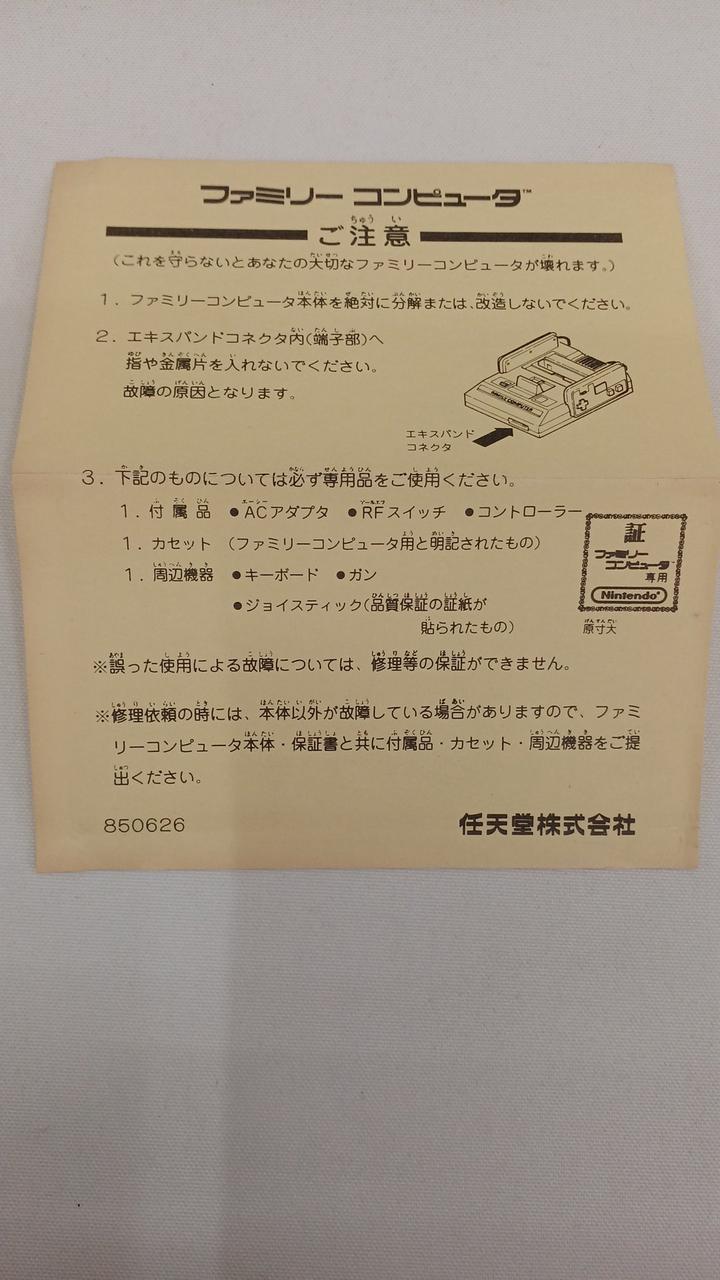 ファミリー コンピュータ™
ご注意
(これを守らないとあなたの大切なファミリーコンピュータが壊れます。)
1. ファミリーコンピュータ本体を絶対に分解または、改造しないでください。
2. エキスパンドコネクタ内(端子部)へ
指や金属片を入れないでください。
故障の原因となります。
エキスパンド
コネクタ
3. 下記のものについては必ず専用品をご使用ください。
1. 付属品 ●ACアダプタ ●RFスイッチ ●コントローラー
1. カセット (ファミリーコンピュータ用と明記されたもの)
1. 周辺機器 ●キーボード ●ガン
●ジョイスティック(品質保証の証紙が
貼られたもの)
証
ファミリー
コンピュータ™
専用
Nintendo®
原寸大
※誤った使用による故障については、修理等の保証ができません。
※修理依頼の時には、本体以外が故障している場合がありますので、ファミ
リーコンピュータ本体・保証書と共に付属品・カセット・周辺機器をご提
出ください。
850626
任天堂株式会社